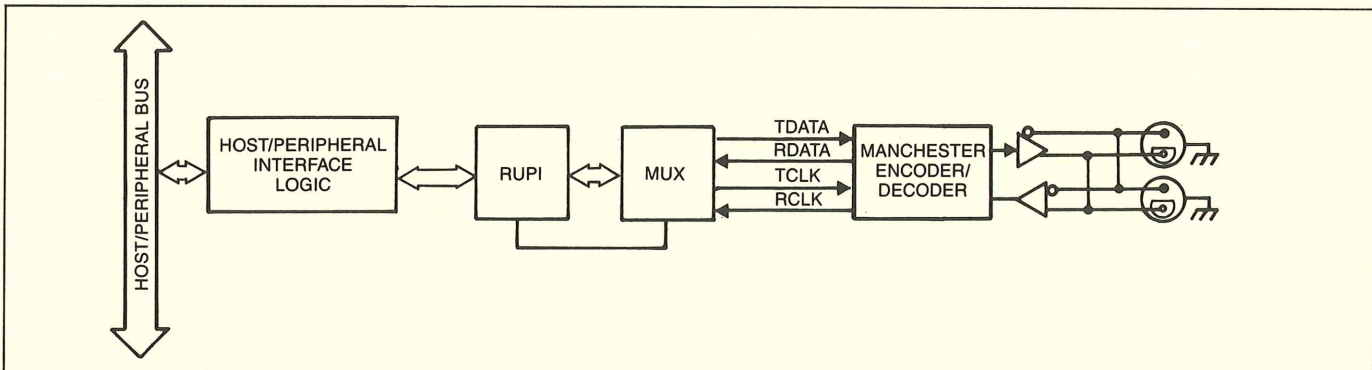 HOST/PERIPHERAL BUS
HOST/PERIPHERAL
INTERFACE
LOGIC
RUPI
MUX
TDATA
RDATA
TCLK
RCLK
MANCHESTER
ENCODER/
DECODER